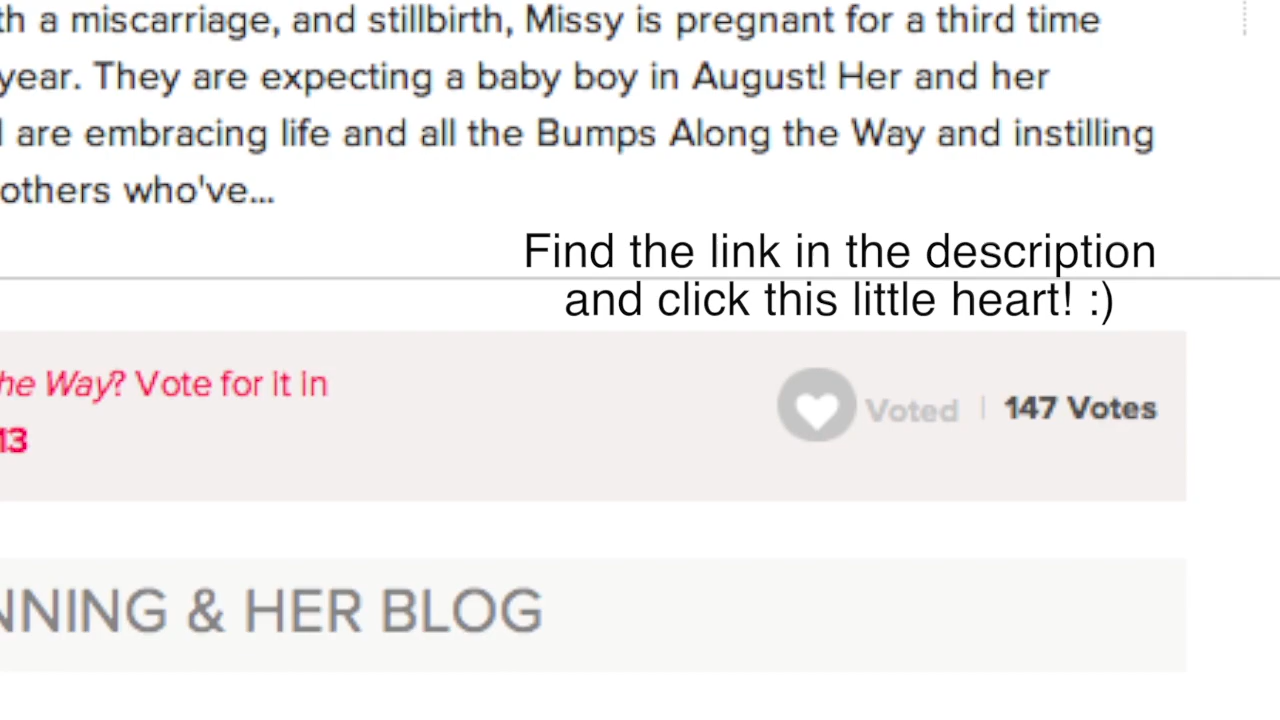 th a miscarriage, and stillbirth, Missy is pregnant for a third time
year. They are expecting a baby boy in August! Her and her
are embracing life and all the Bumps Along the Way and instilling
others who've...
Find the link in the description
and click this little heart! :)
he Way? Vote for it in
13
Voted | 147 Votes
NNING & HER BLOG